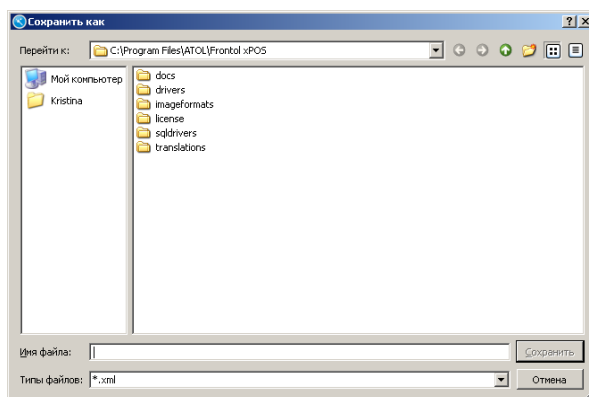 Сохранить как
Перейти к: C:\Program Files\ATOL\Frontol xPOS
Мой компьютер
Kristina
docs
drivers
imageformats
license
sqldrivers
translations
Имя файла: Сохранить
Типы файлов: *.xml Отмена